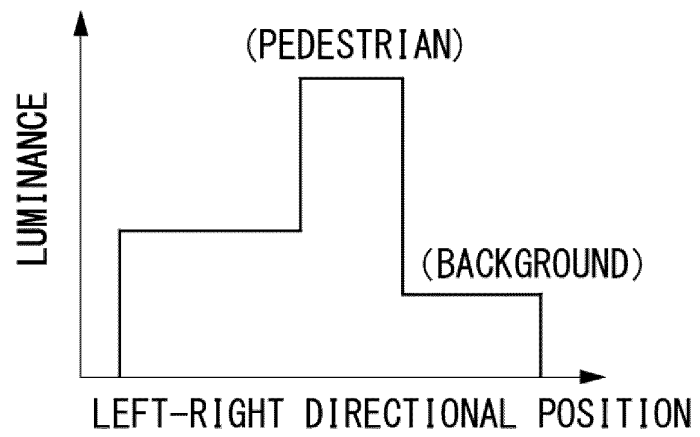 (PEDESTRIAN)
LUMINANCE
(BACKGROUND)
LEFT-RIGHT DIRECTIONAL POSITION